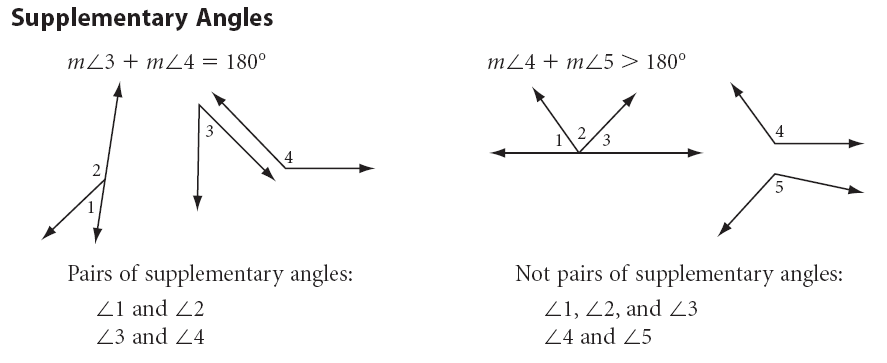 Supplementary Angles
m∠3 + m∠4 = 180°
2
1
3
4
Pairs of supplementary angles:
∠1 and ∠2
∠3 and ∠4
m∠4 + m∠5 > 180°
1 2 3
4
5
Not pairs of supplementary angles:
∠1, ∠2, and ∠3
∠4 and ∠5